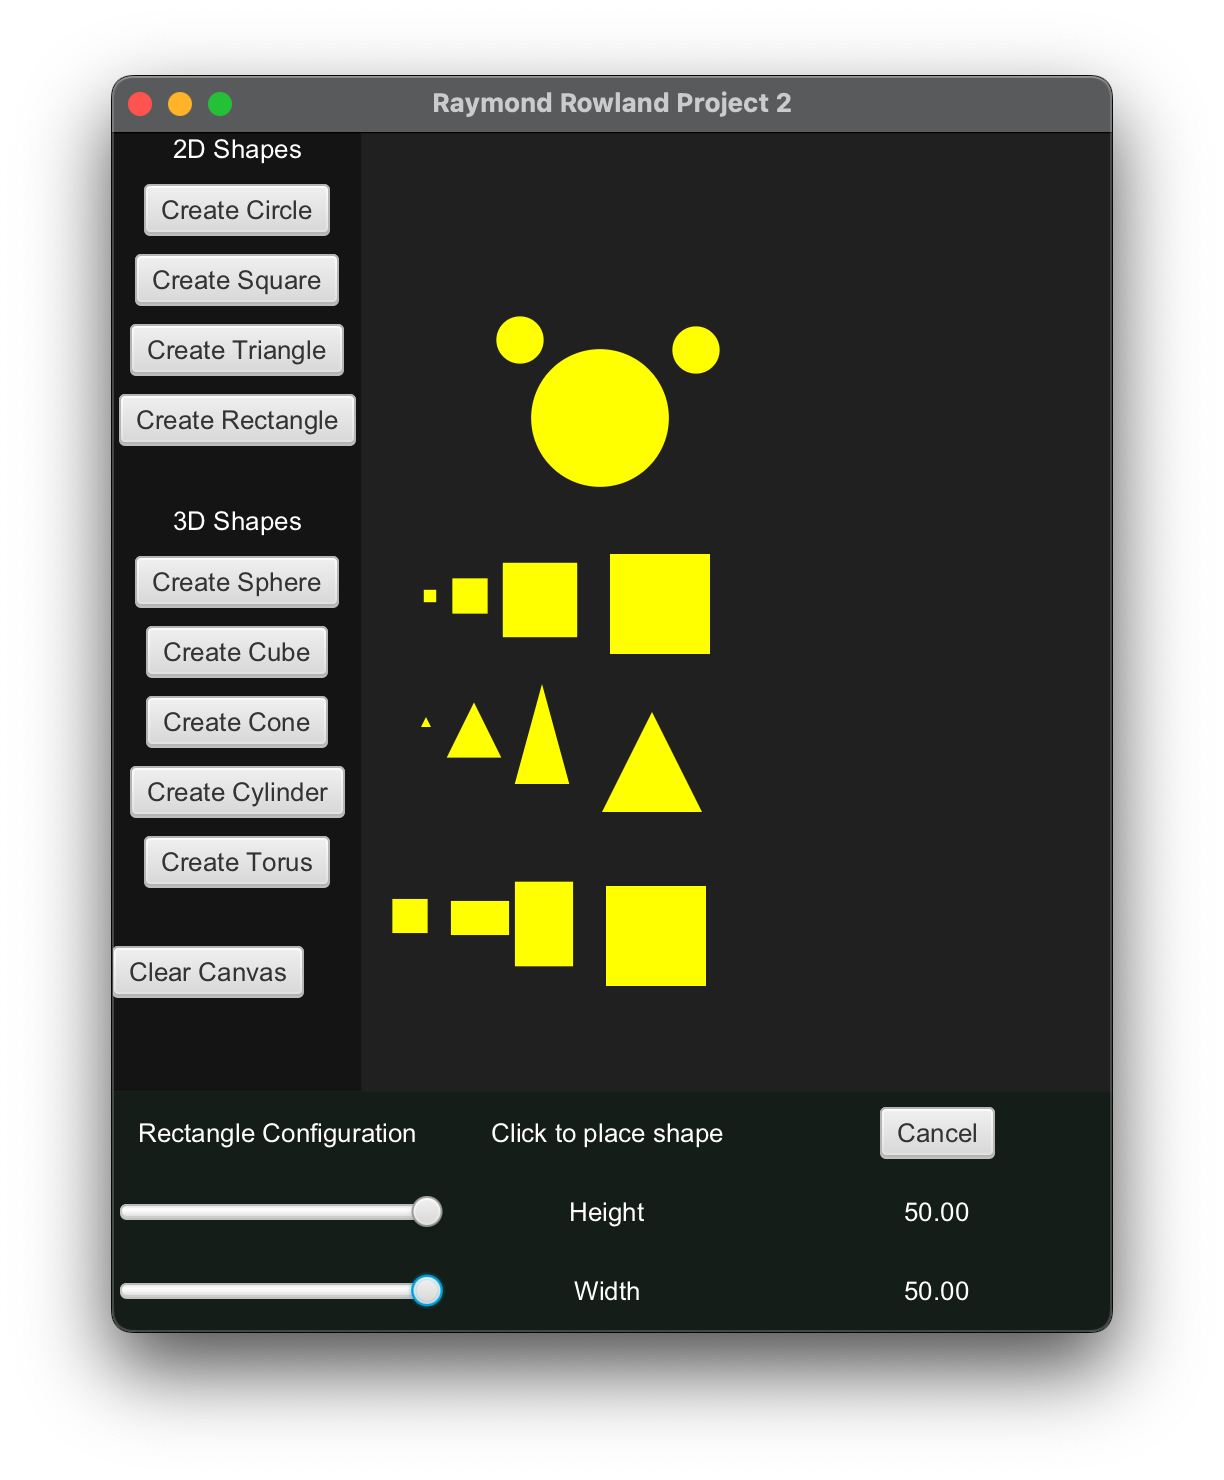 Raymond Rowland Project 2
2D Shapes
Create Circle
Create Square
Create Triangle
Create Rectangle
3D Shapes
Create Sphere
Create Cube
Create Cone
Create Cylinder
Create Torus
Clear Canvas
Rectangle Configuration Click to place shape Cancel
Height 50.00
Width 50.00